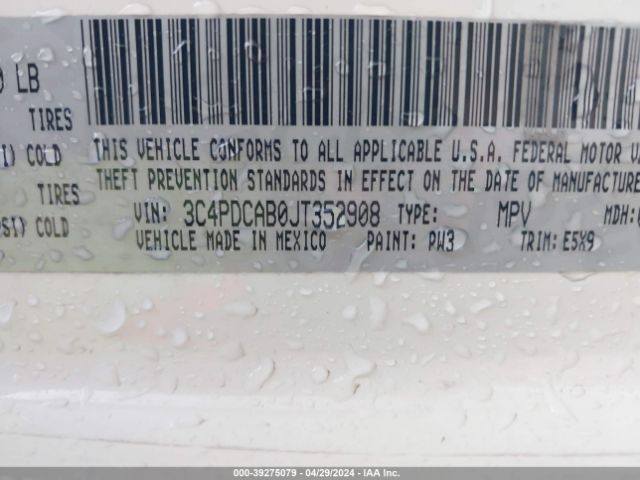 LB
TIRES
THIS VEHICLE CONFORMS TO ALL APPLICABLE U.S.A. FEDERAL MOTOR
SI) COLD
THEFT PREVENTION STANDARDS IN EFFECT ON THE DATE OF MANUFACTURE
TIRES
VIN: 3C4PDCAB0JT352908 TYPE: MPV MDH:
PSI) COLD
VEHICLE MADE IN MEXICO PAINT: PW3 TRIM: E5X9
000-39275079 - 04/29/2024 - IAA Inc.